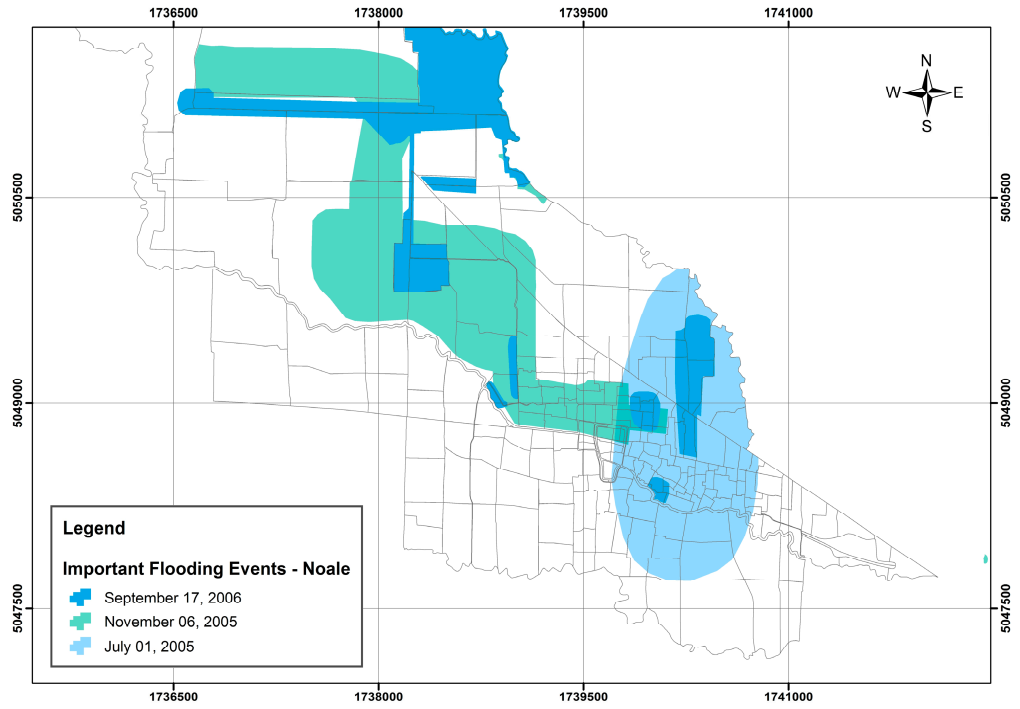 1736500 1738000 1739500 1741000
N
W E
S
5050500 5050500
5049000 5049000
Legend
Important Flooding Events - Noale
September 17, 2006
November 06, 2005
July 01, 2005
5047500 5047500
1736500 1738000 1739500 1741000